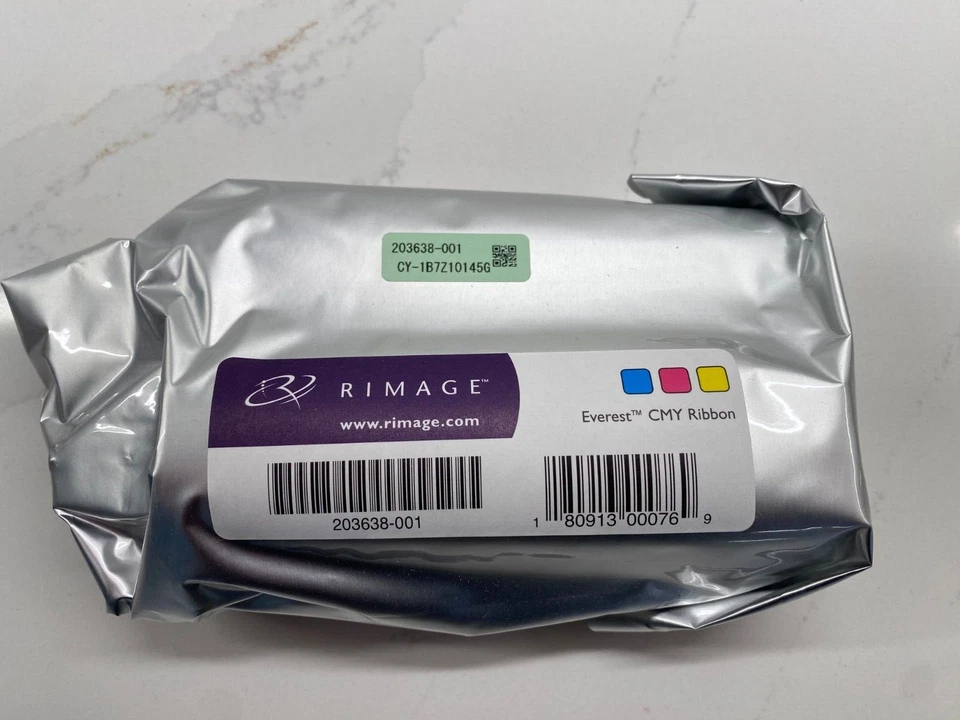 203638-001
CY-1B7Z10145G
RIMAGE™
www.rimage.com
Everest™ CMY Ribbon
203638-001
1 80913 00076 9